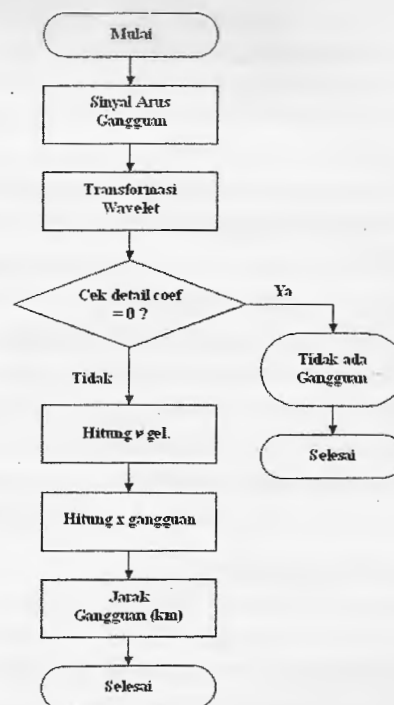 Mulai
Sinyal Arus
Gangguan
Transformasi
Wavelet
Cek detail coef
= 0 ?
Ya
Tidak ada
Gangguan
Selesai
Tidak
Hitung v gel.
Hitung x gangguan
Jarak
Gangguan (km)
Selesai